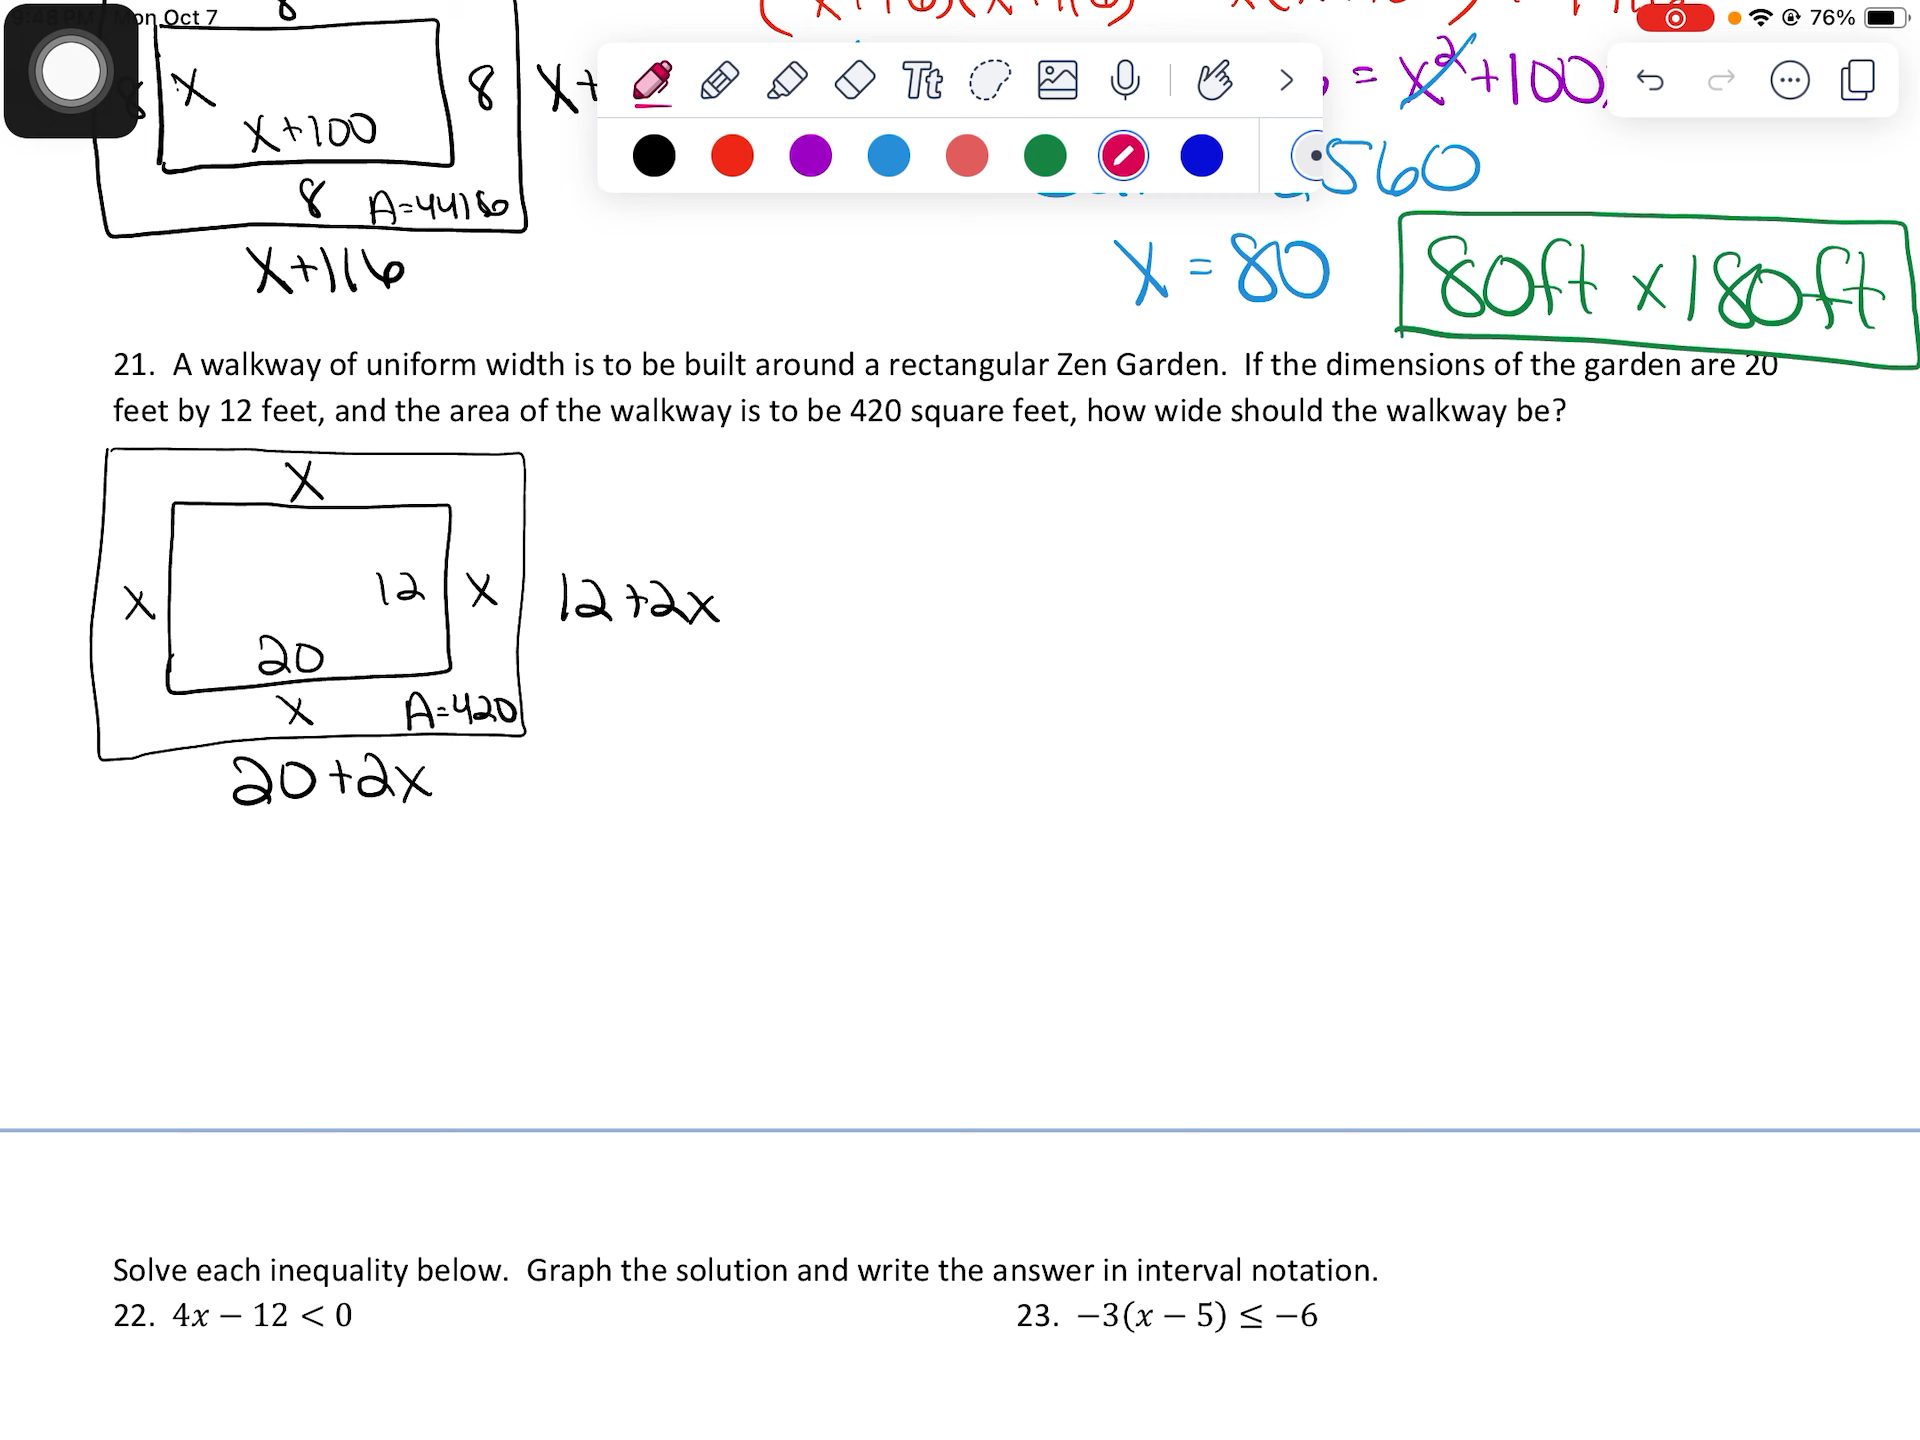 Mon Oct 7
76%
8
X
8
X+
X+100
8
A=4416
X+116
Tt
= x²+100
560
X = 80
80ft x 180ft
21. A walkway of uniform width is to be built around a rectangular Zen Garden. If the dimensions of the garden are 20
feet by 12 feet, and the area of the walkway is to be 420 square feet, how wide should the walkway be?
X
12
X
12+2x
X
20
X
A=420
20+2x
Solve each inequality below. Graph the solution and write the answer in interval notation.
22. 4x − 12 < 0
23. −3(x − 5) ≤ −6